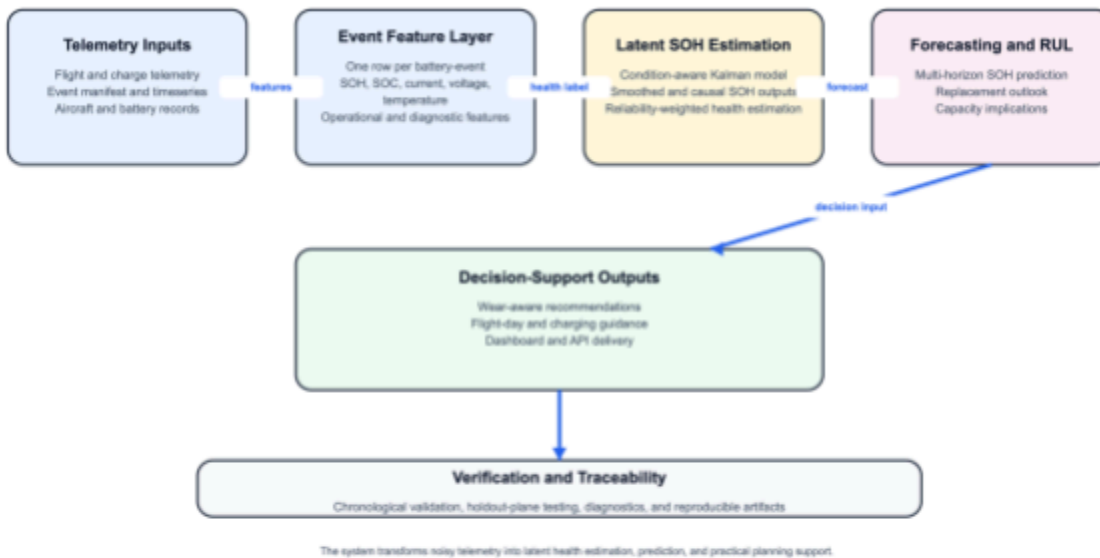 Telemetry Inputs
Flight and charge telemetry
Event manifest and timeseries
Aircraft and battery records
features
Event Feature Layer
One row per battery-event
SOH, SOC, current, voltage,
temperature
Operational and diagnostic features
health label
Latent SOH Estimation
Condition-aware Kalman model
Smoothed and causal SOH outputs
Reliability-weighted health estimation
forecast
Forecasting and RUL
Multi-horizon SOH prediction
Replacement outlook
Capacity implications
decision input
Decision-Support Outputs
Wear-aware recommendations
Flight-day and charging guidance
Dashboard and API delivery
Verification and Traceability
Chronological validation, holdout-plane testing, diagnostics, and reproducible artifacts
The system transforms noisy telemetry into latent health estimation, prediction, and practical planning support.